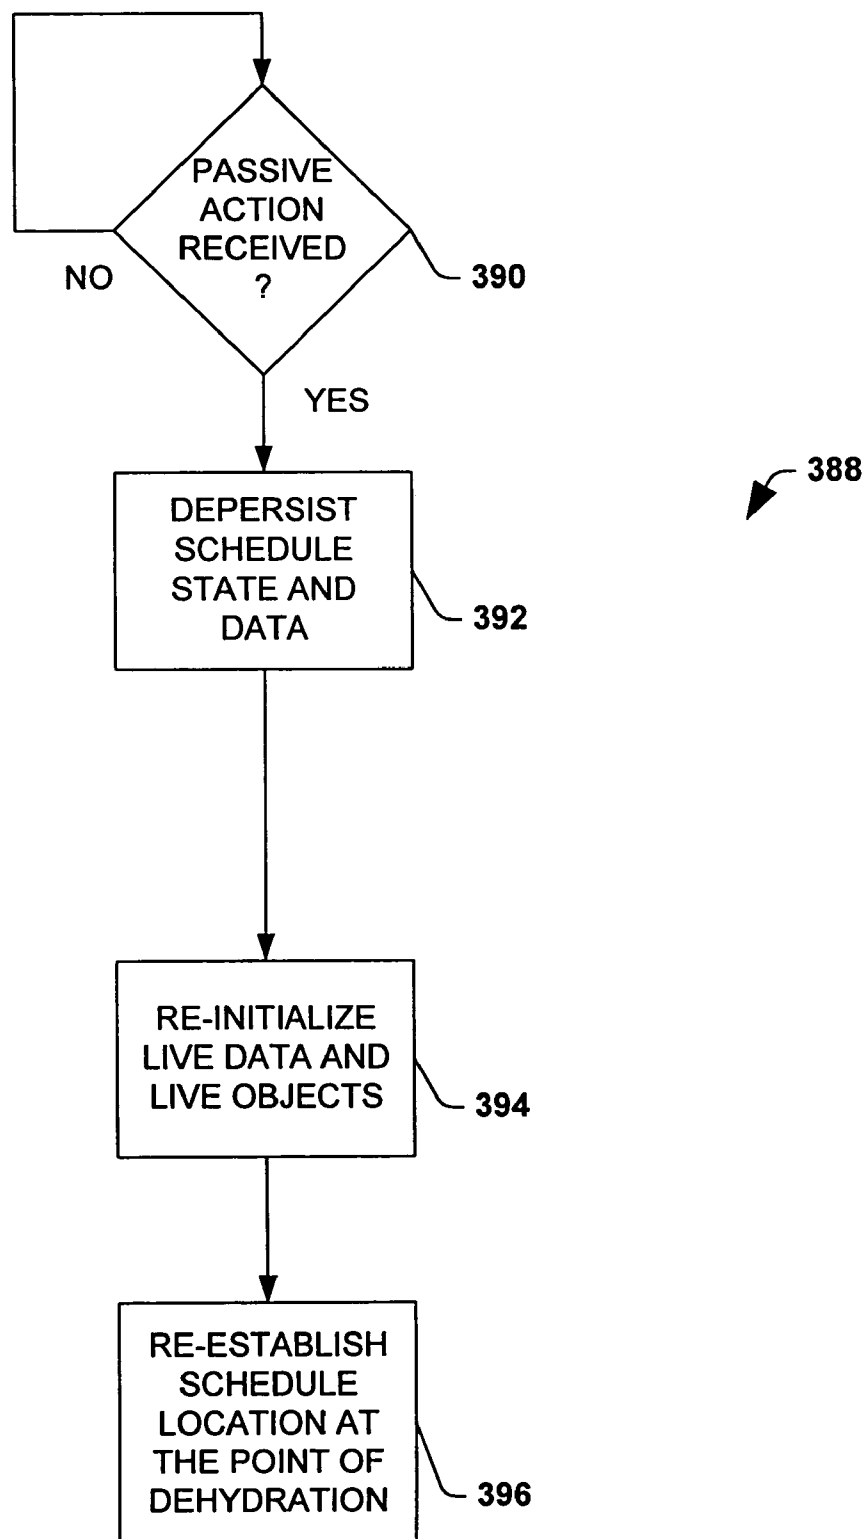 PASSIVE
ACTION
RECEIVED
?
390
NO
YES
388
DEPERSIST
SCHEDULE
STATE AND
DATA
392
RE-INITIALIZE
LIVE DATA AND
LIVE OBJECTS
394
RE-ESTABLISH
SCHEDULE
LOCATION AT
THE POINT OF
DEHYDRATION
396